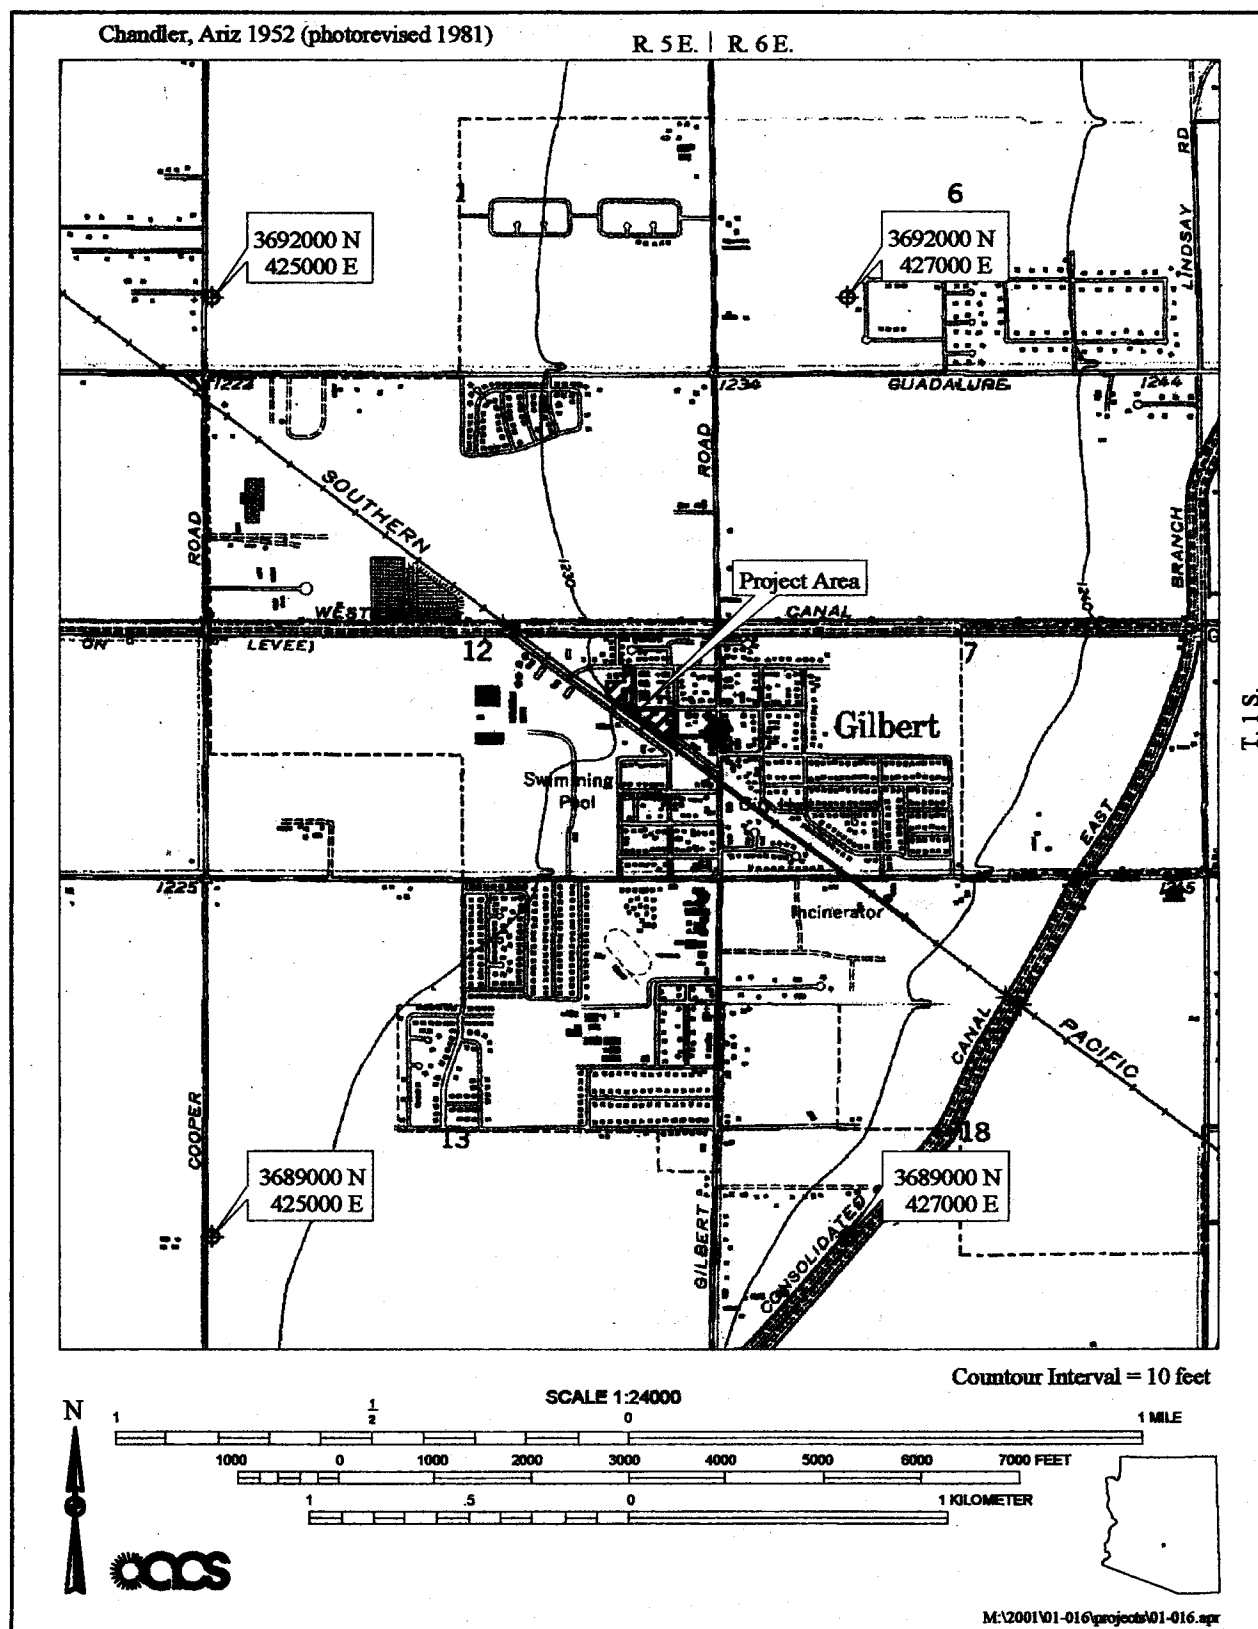 Chandler, Ariz 1952 (photorevised 1981)
R. 5 E. | R. 6 E.
RD
LINDSAY
1
6
3692000 N
425000 E
3692000 N
427000 E
1222
1234
GUADALUPE
1244
ROAD
SOUTHERN
ROAD
BRANCH
1230
1240
Project Area
WEST
CANAL
ON
LEVEE)
12
7
G
T. 1 S.
Gilbert
Swimming
Pool
EAST
1225
Incinerator
CANAL
PACIFIC
COOPER
13
18
3689000 N
425000 E
3689000 N
427000 E
GILBERT
CONSOLIDATED
Countour Interval = 10 feet
SCALE 1:24000
N
1 1/2 0 1 MILE
1000 0 1000 2000 3000 4000 5000 6000 7000 FEET
1 .5 0 1 KILOMETER
acs
M:\2001\01-016\projects\01-016.apr